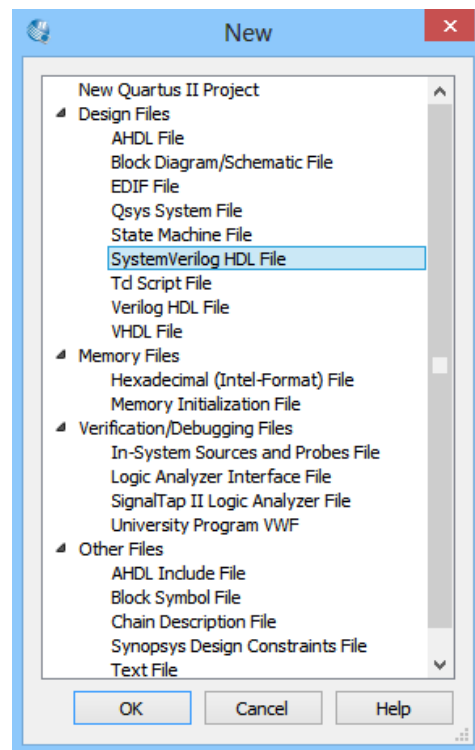 New
New Quartus II Project
Design Files
AHDL File
Block Diagram/Schematic File
EDIF File
Qsys System File
State Machine File
SystemVerilog HDL File
Tcl Script File
Verilog HDL File
VHDL File
Memory Files
Hexadecimal (Intel-Format) File
Memory Initialization File
Verification/Debugging Files
In-System Sources and Probes File
Logic Analyzer Interface File
SignalTap II Logic Analyzer File
University Program VWF
Other Files
AHDL Include File
Block Symbol File
Chain Description File
Synopsys Design Constraints File
Text File
OK Cancel Help